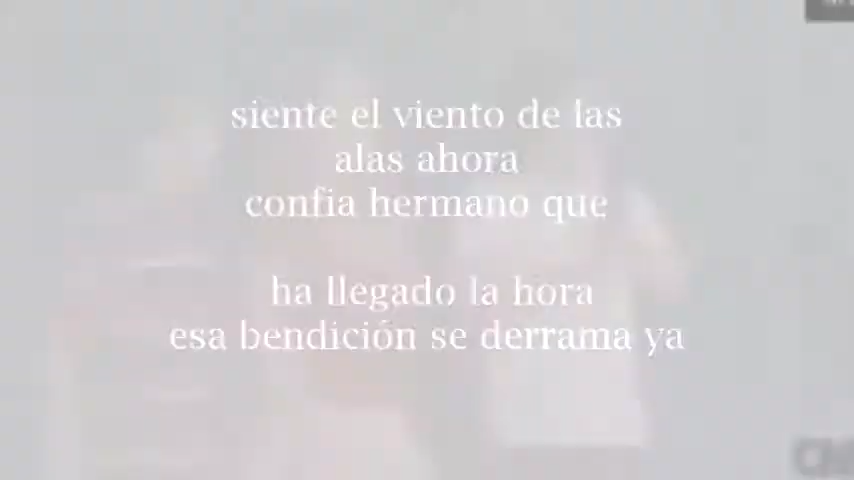 siente el viento de las
alas ahora
confia hermano que
ha llegado la hora
esa bendición se derrama ya